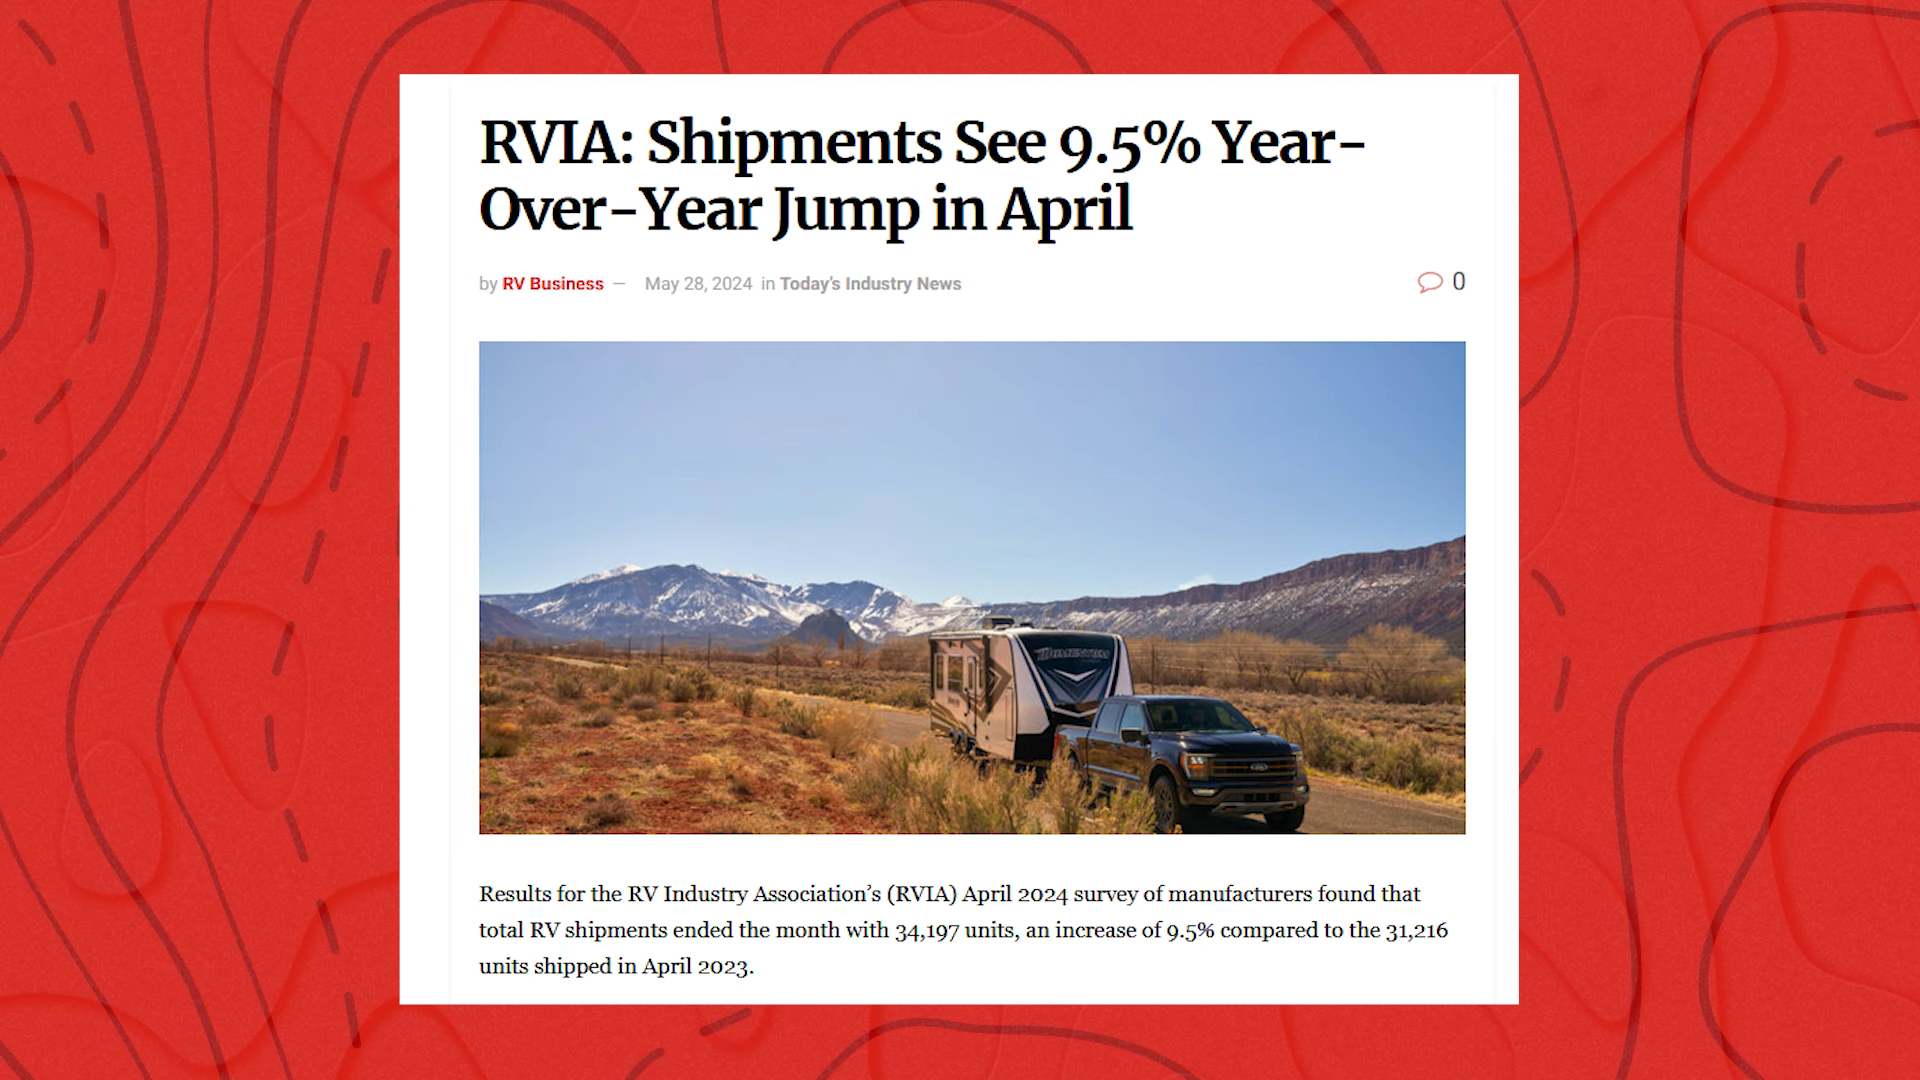 RVIA: Shipments See 9.5% Year-
Over-Year Jump in April
by RV Business — May 28, 2024 in Today's Industry News
0
MOMENTUM
Ford
Results for the RV Industry Association’s (RVIA) April 2024 survey of manufacturers found that
total RV shipments ended the month with 34,197 units, an increase of 9.5% compared to the 31,216
units shipped in April 2023.